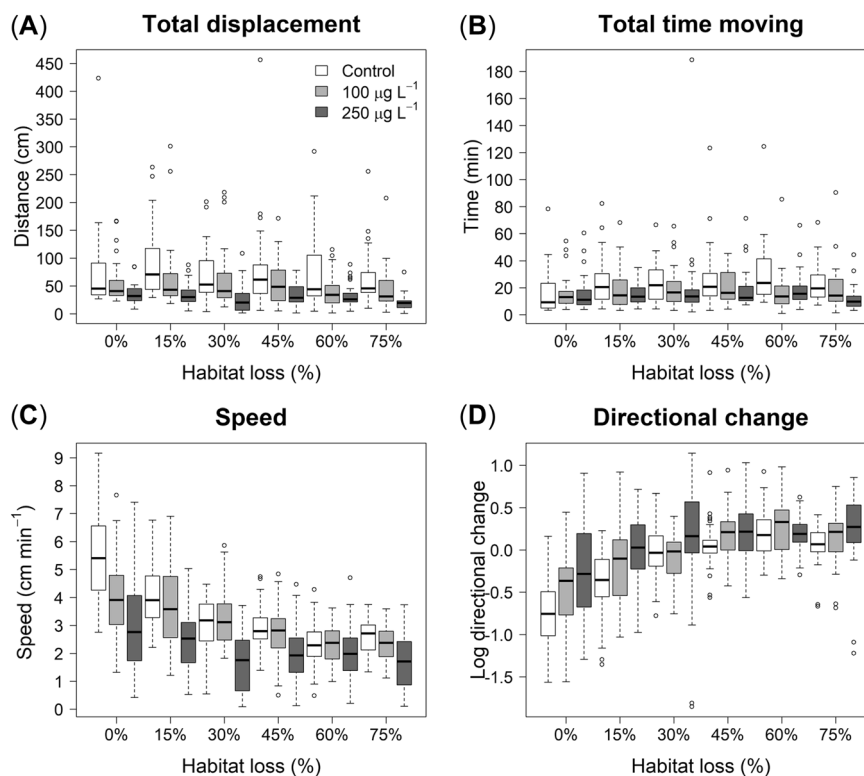 (A) Total displacement
450
400
350
300
250
200
150
100
50
0
Distance (cm)
Control
100 µg L⁻¹
250 µg L⁻¹
0% 15% 30% 45% 60% 75%
Habitat loss (%)
(B) Total time moving
180
160
140
120
100
80
60
40
20
0
Time (min)
0% 15% 30% 45% 60% 75%
Habitat loss (%)
(C) Speed
9
8
7
6
5
4
3
2
1
0
Speed (cm min⁻¹)
0% 15% 30% 45% 60% 75%
Habitat loss (%)
(D) Directional change
1.0
0.5
0.0
-0.5
-1.0
-1.5
Log directional change
0% 15% 30% 45% 60% 75%
Habitat loss (%)